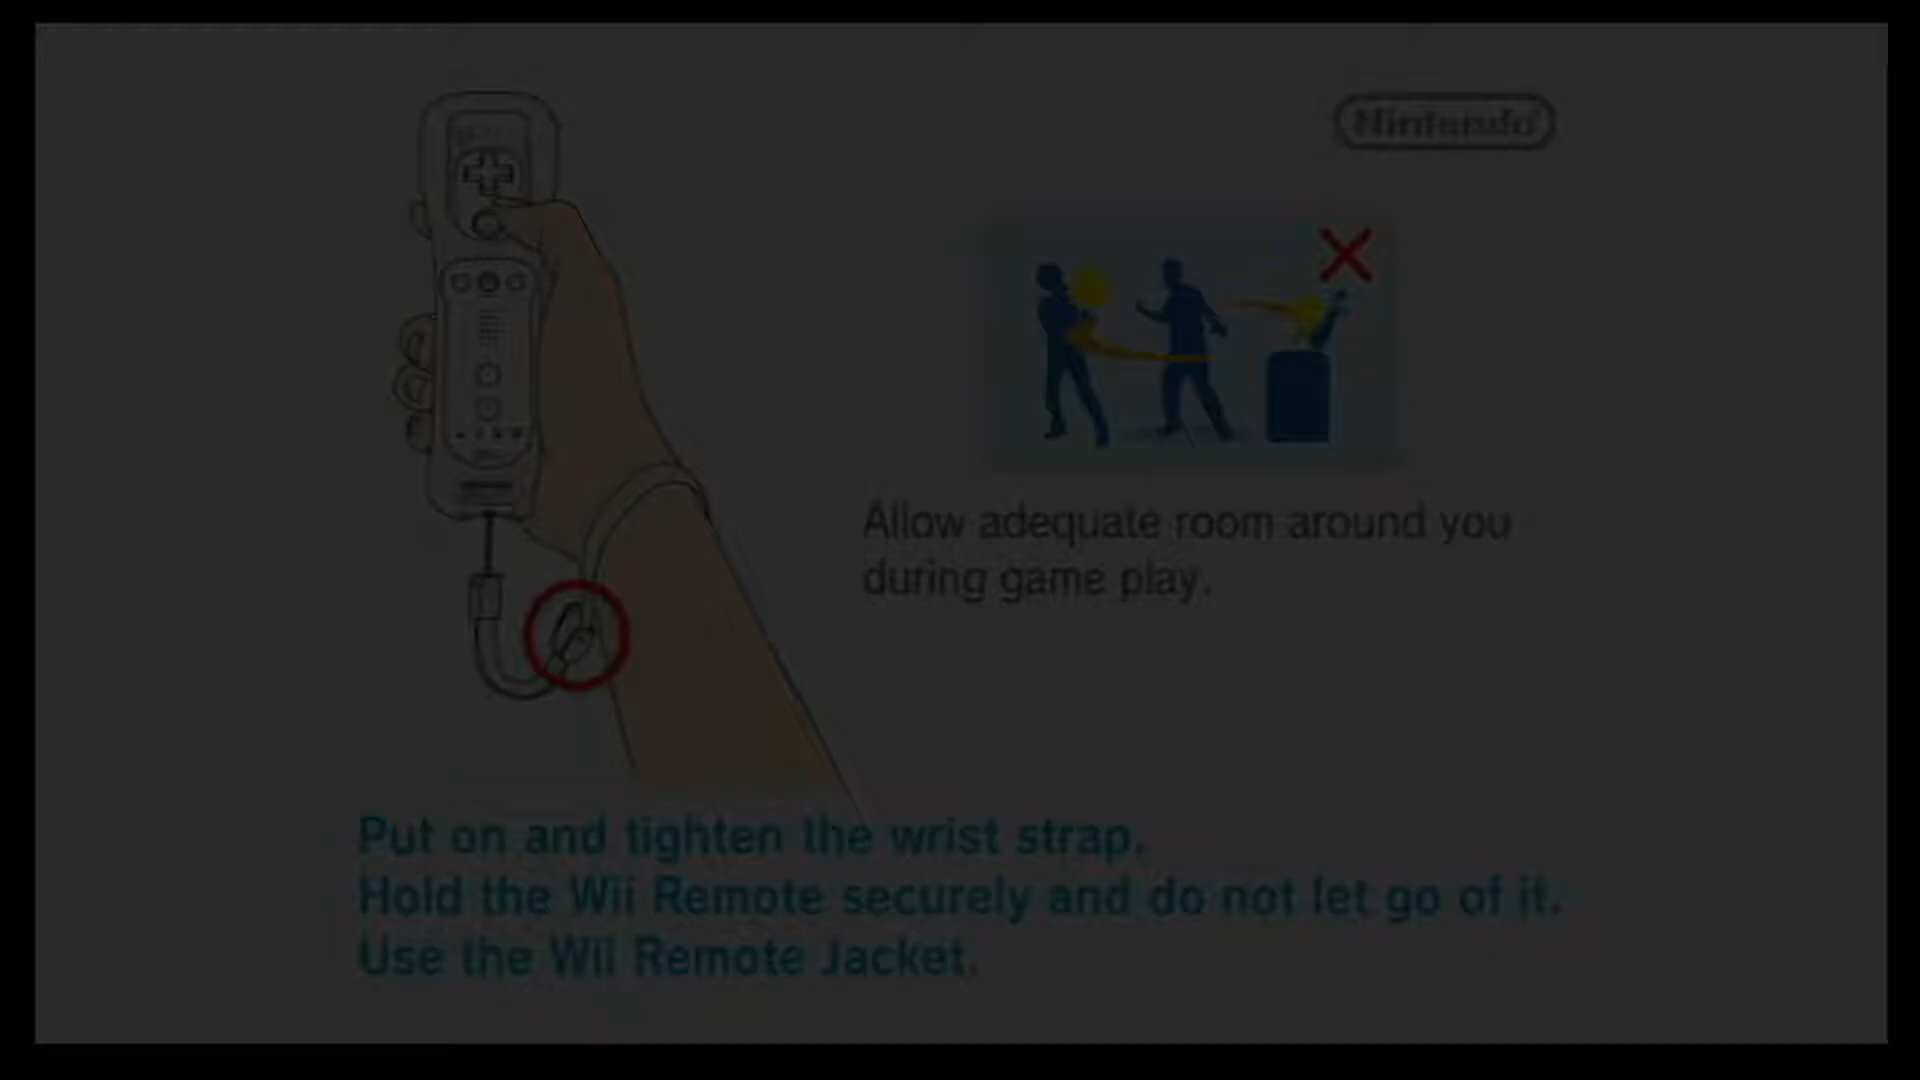 Nintendo
Allow adequate room around you
during game play.
Put on and tighten the wrist strap.
Hold the Wii Remote securely and do not let go of it.
Use the Wii Remote Jacket.